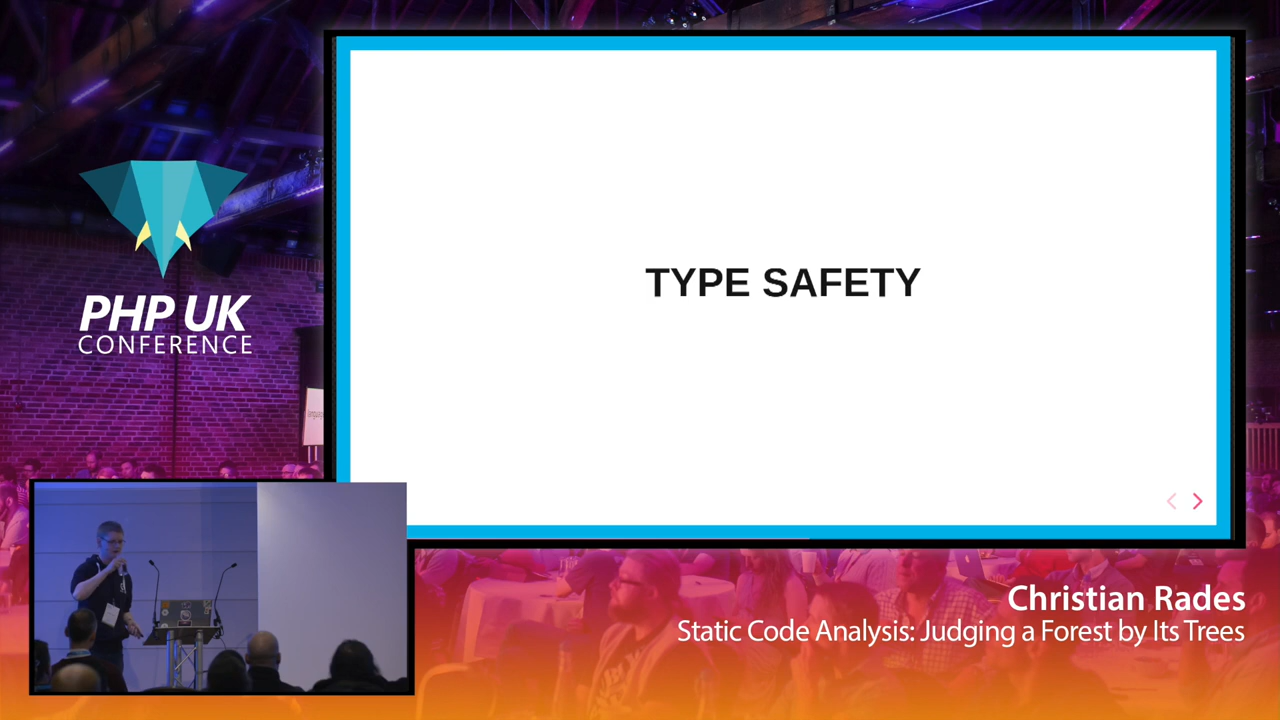 TYPE SAFETY
PHP UK
CONFERENCE
Christian Rades
Static Code Analysis: Judging a Forest by Its Trees